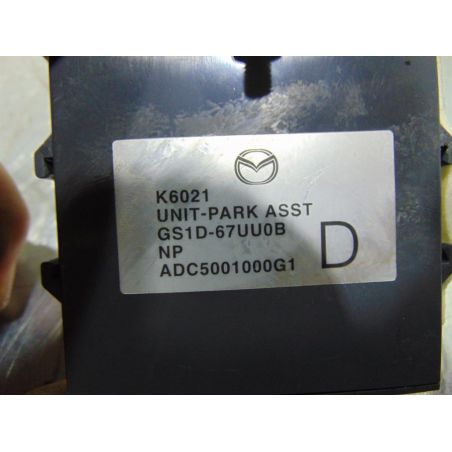 K6021
UNIT-PARK ASST
GS1D-67UU0B
NP
ADC5001000G1
D